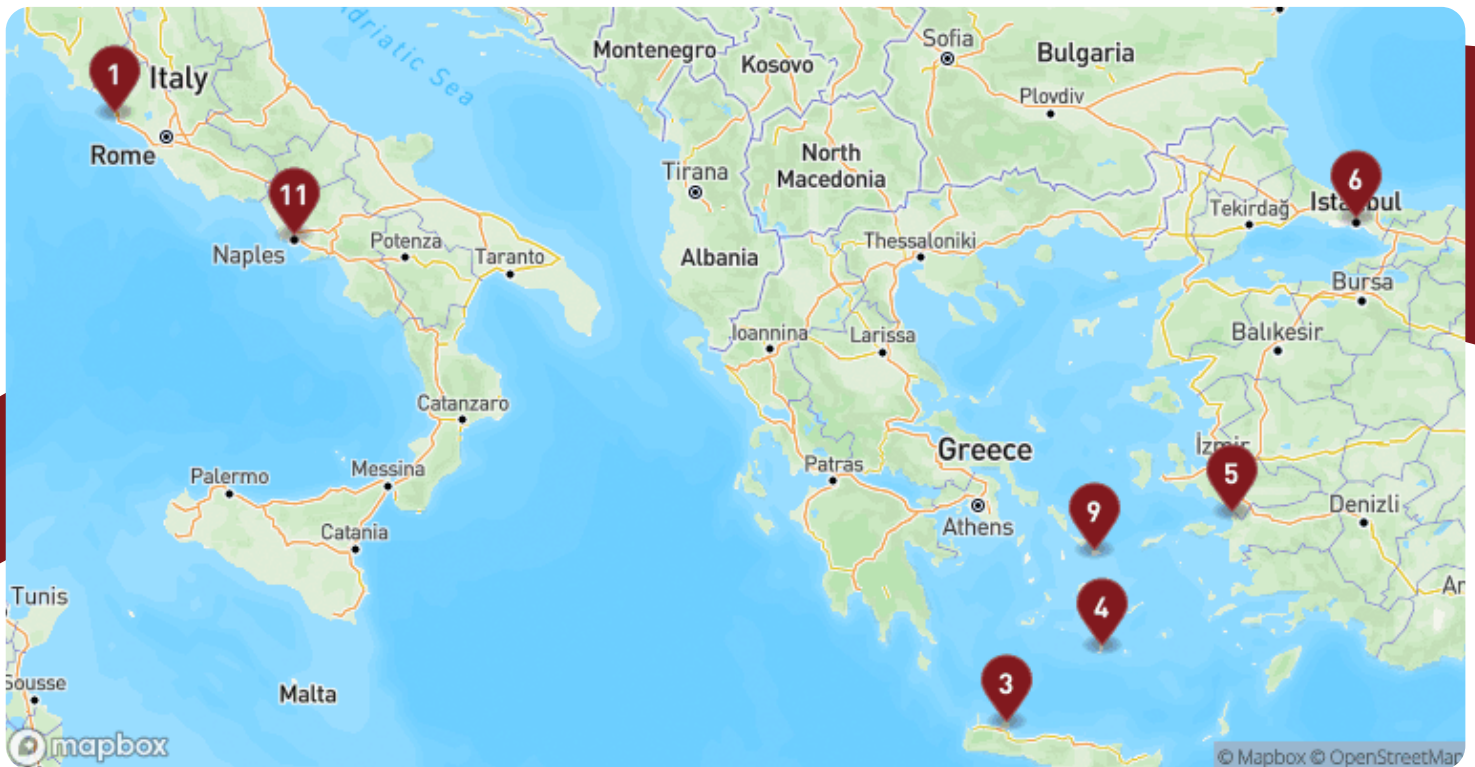 Adriatic Sea
Sofia
Montenegro
Kosovo
Bulgaria
1
Italy
Plovdiv
Rome
North
Macedonia
Tirana
6
11
Istanbul
Tekirdağ
Naples
Potenza
Taranto
Albania
Thessaloniki
Bursa
Ioannina
Larissa
Balıkesir
Catanzaro
Greece
İzmir
Palermo
Messina
Patras
5
Denizli
9
Athens
Catania
Tunis
4
Sousse
Malta
3
mapbox
© Mapbox © OpenStreetMap